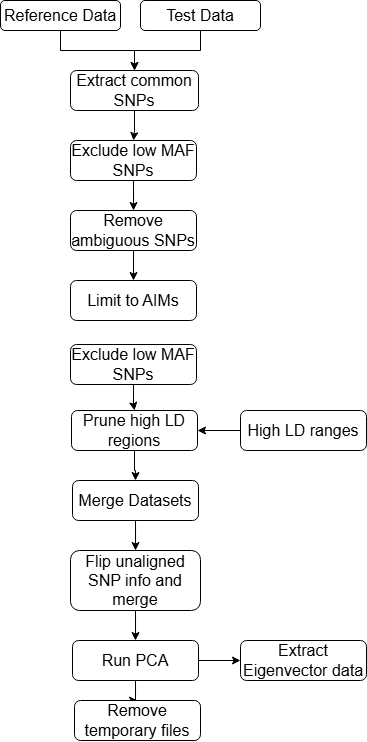 Reference Data
Test Data
Extract common
SNPs
Exclude low MAF
SNPs
Remove
ambiguous SNPs
Limit to AIMs
Exclude low MAF
SNPs
Prune high LD
regions
High LD ranges
Merge Datasets
Flip unaligned
SNP info and
merge
Run PCA
Extract
Eigenvector data
Remove
temporary files